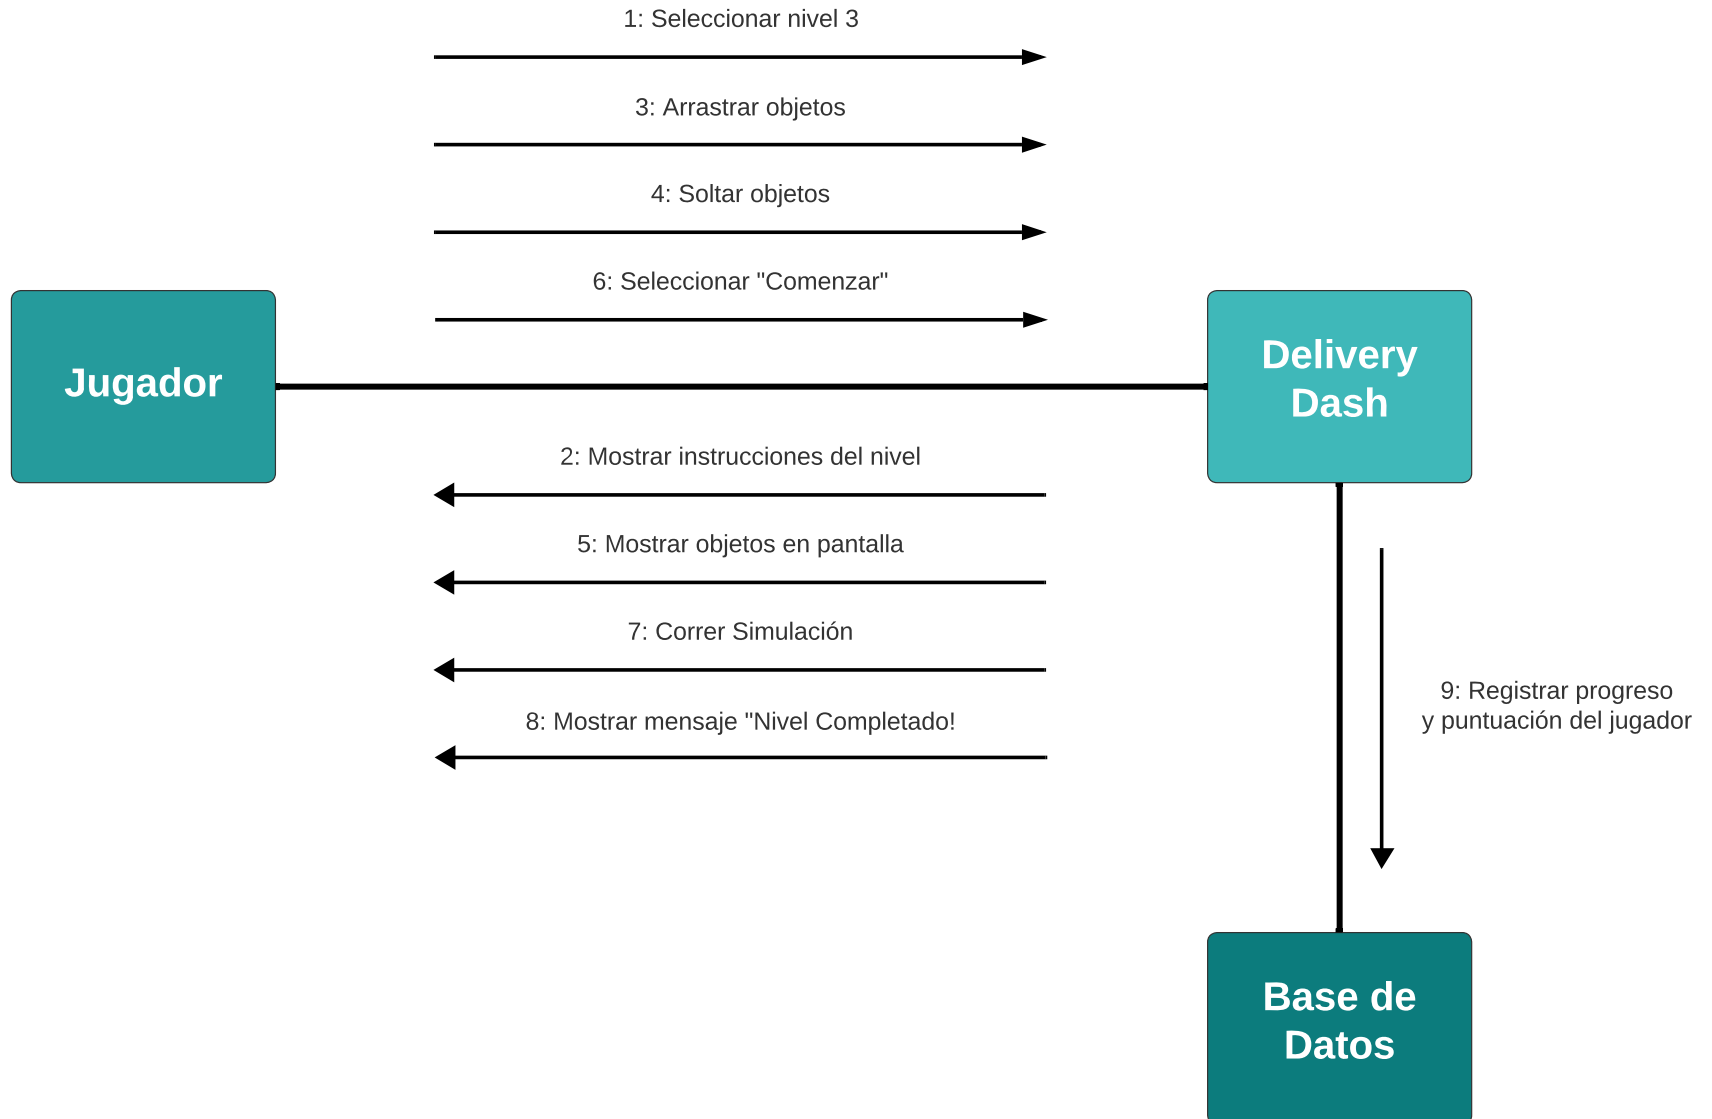 1: Seleccionar nivel 3
3: Arrastrar objetos
4: Soltar objetos
6: Seleccionar "Comenzar"
Jugador
Delivery
Dash
2: Mostrar instrucciones del nivel
5: Mostrar objetos en pantalla
7: Correr Simulación
8: Mostrar mensaje "Nivel Completado!
9: Registrar progreso
y puntuación del jugador
Base de
Datos